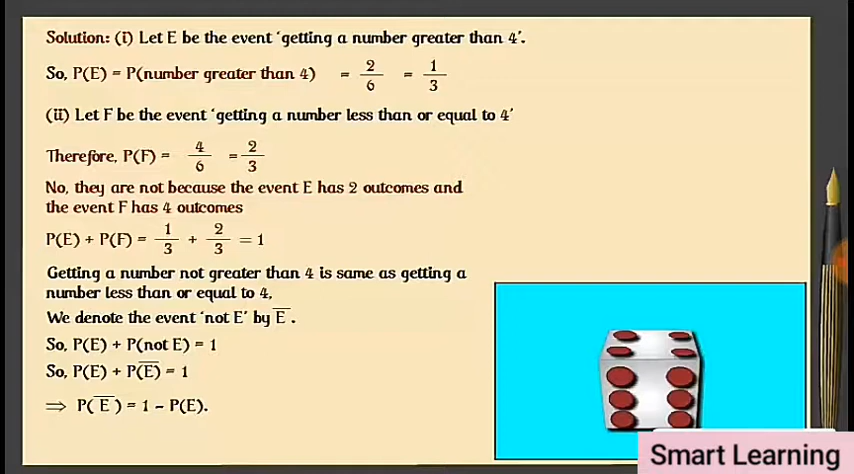 Solution: (i) Let E be the event ‘getting a number greater than 4’.
So, P(E) = P(number greater than 4) = 2/6 = 1/3
(ii) Let F be the event ‘getting a number less than or equal to 4’
Therefore, P(F) = 4/6 = 2/3
No, they are not because the event E has 2 outcomes and
the event F has 4 outcomes
P(E) + P(F) = 1/3 + 2/3 = 1
Getting a number not greater than 4 is same as getting a
number less than or equal to 4,
We denote the event ‘not E’ by E̅.
So, P(E) + P(not E) = 1
So, P(E) + P(E̅) = 1
⇒ P(E̅) = 1 – P(E).
Smart Learning